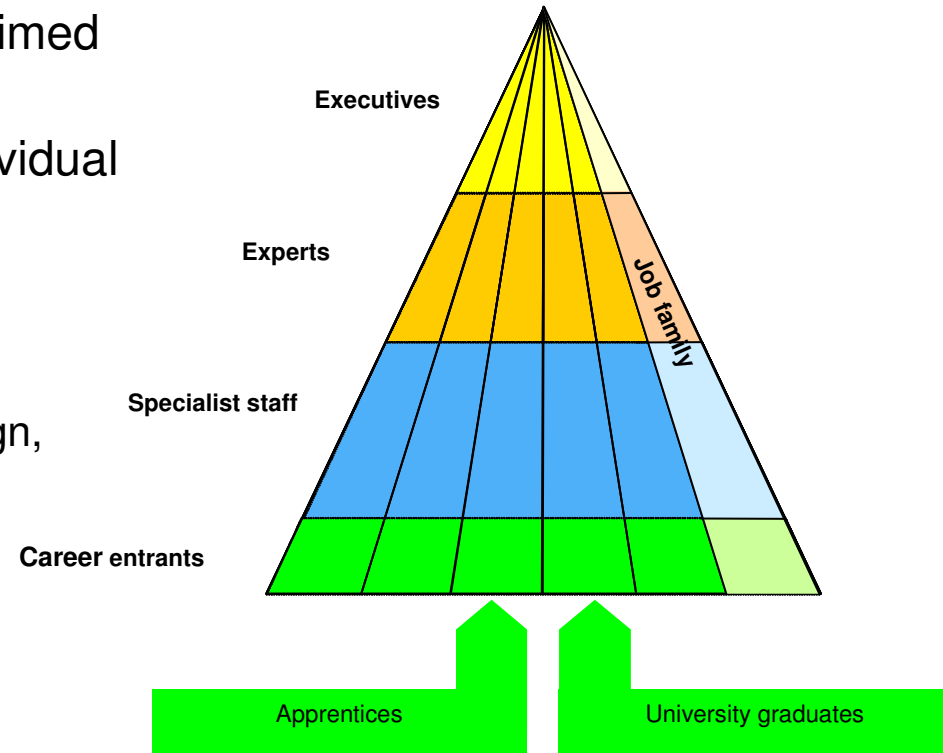 imed
Executives
vidual
Experts
Job family
Specialist staff
gn,
Career entrants
Apprentices
University graduates